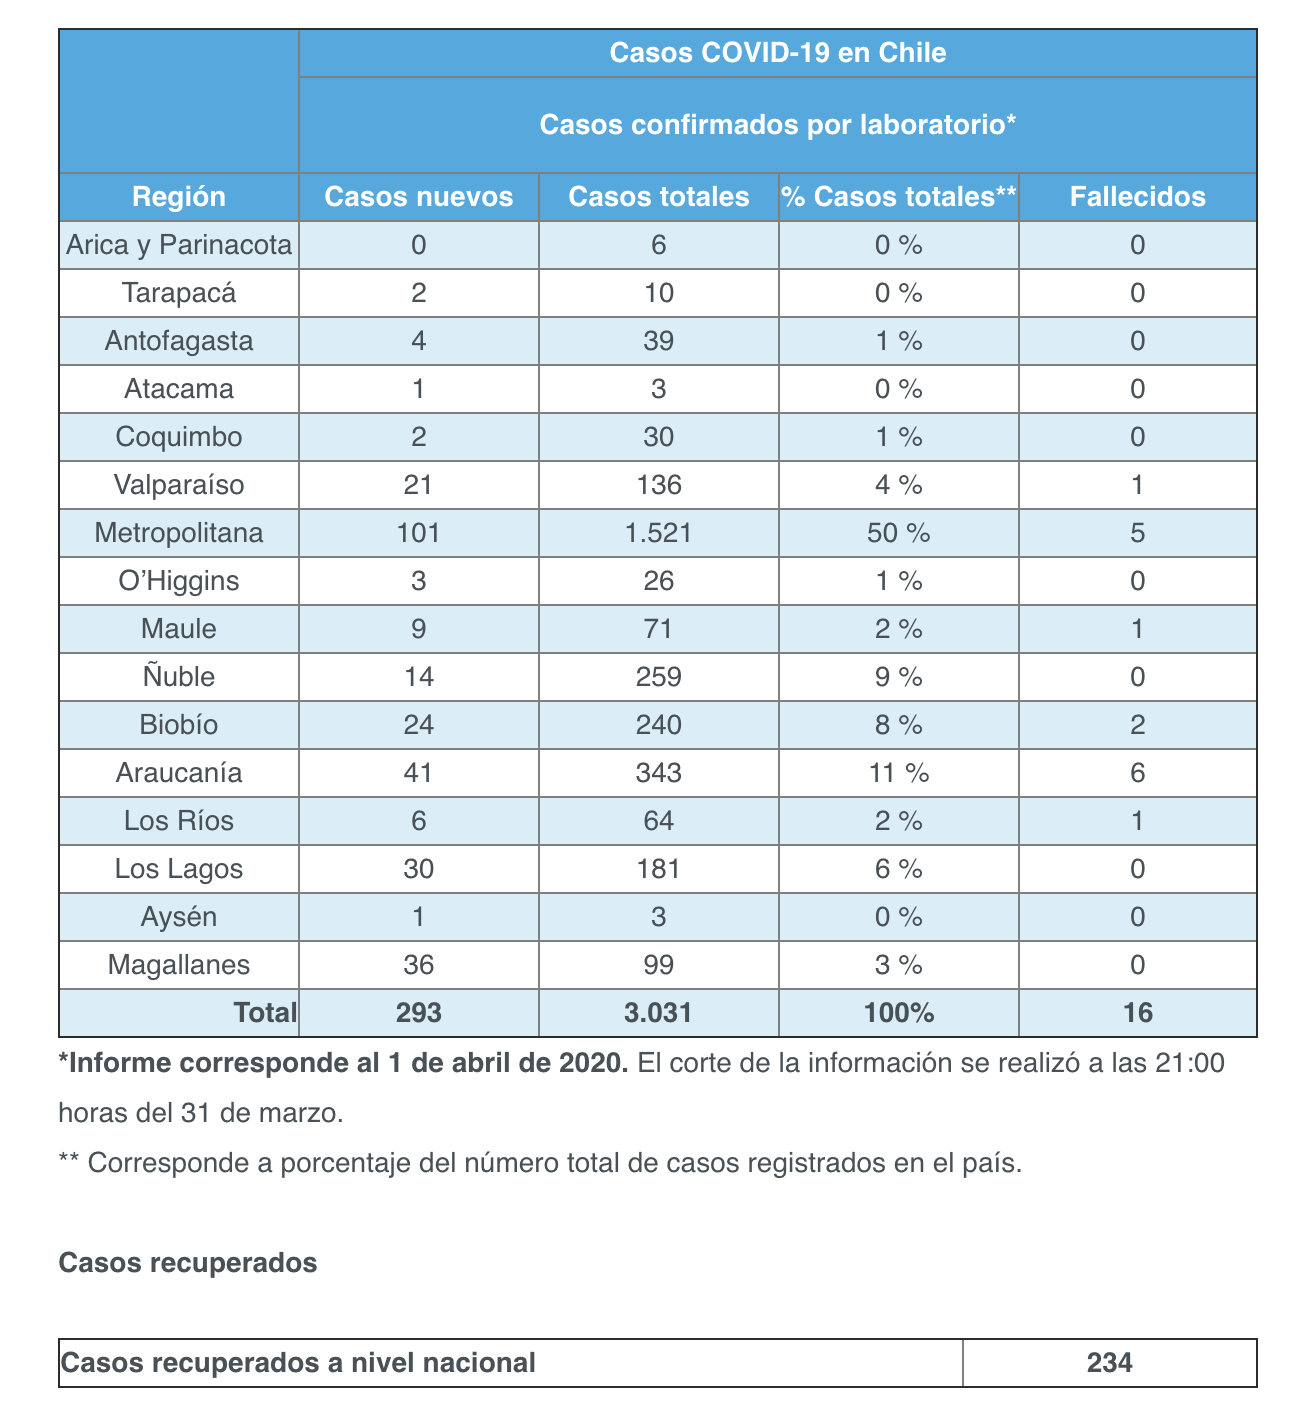 Casos COVID-19 en Chile
Casos confirmados por laboratorio*
Región Casos nuevos Casos totales % Casos totales** Fallecidos
Arica y Parinacota 0 6 0 % 0
Tarapacá 2 10 0 % 0
Antofagasta 4 39 1 % 0
Atacama 1 3 0 % 0
Coquimbo 2 30 1 % 0
Valparaíso 21 136 4 % 1
Metropolitana 101 1.521 50 % 5
O’Higgins 3 26 1 % 0
Maule 9 71 2 % 1
Ñuble 14 259 9 % 0
Biobío 24 240 8 % 2
Araucanía 41 343 11 % 6
Los Ríos 6 64 2 % 1
Los Lagos 30 181 6 % 0
Aysén 1 3 0 % 0
Magallanes 36 99 3 % 0
Total 293 3.031 100% 16
*Informe corresponde al 1 de abril de 2020. El corte de la información se realizó a las 21:00
horas del 31 de marzo.
** Corresponde a porcentaje del número total de casos registrados en el país.
Casos recuperados
Casos recuperados a nivel nacional 234